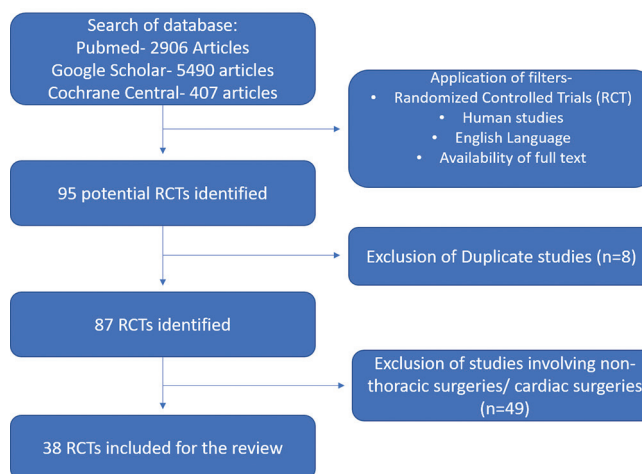 Search of database:
Pubmed- 2906 Articles
Google Scholar- 5490 articles
Cochrane Central- 407 articles
Application of filters-
• Randomized Controlled Trials (RCT)
• Human studies
• English Language
• Availability of full text
95 potential RCTs identified
Exclusion of Duplicate studies (n=8)
87 RCTs identified
Exclusion of studies involving non-
thoracic surgeries/ cardiac surgeries
(n=49)
38 RCTs included for the review